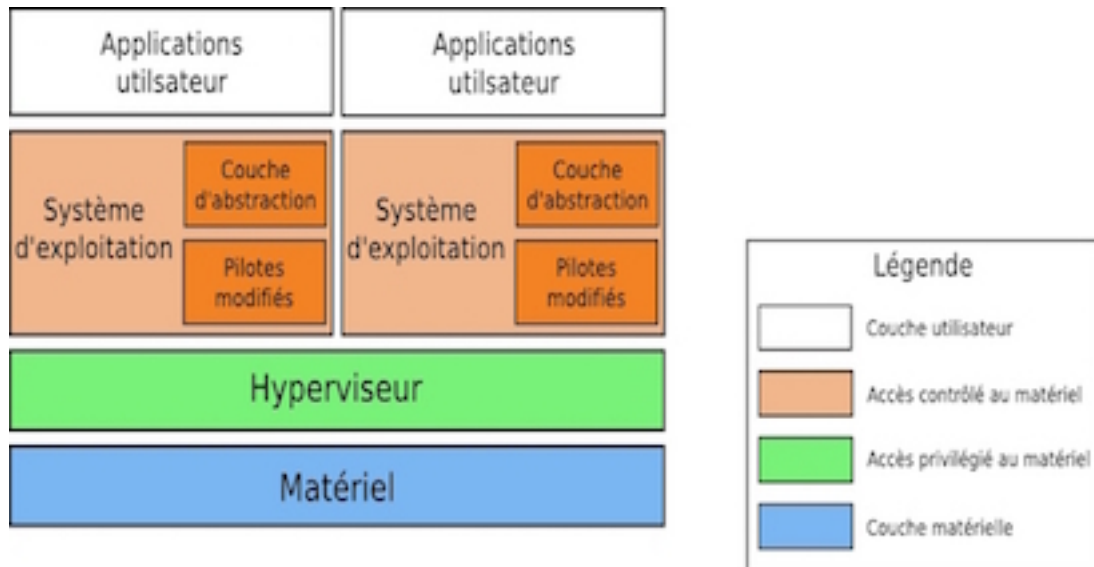 Applications
utilsateur
Applications
utilsateur
Système
d'exploitation
Couche
d'abstraction
Pilotes
modifiés
Système
d'exploitation
Couche
d'abstraction
Pilotes
modifiés
Hyperviseur
Matériel
Légende
Couche utilisateur
Accès contrôlé au matériel
Accès privilégié au matériel
Couche matérielle